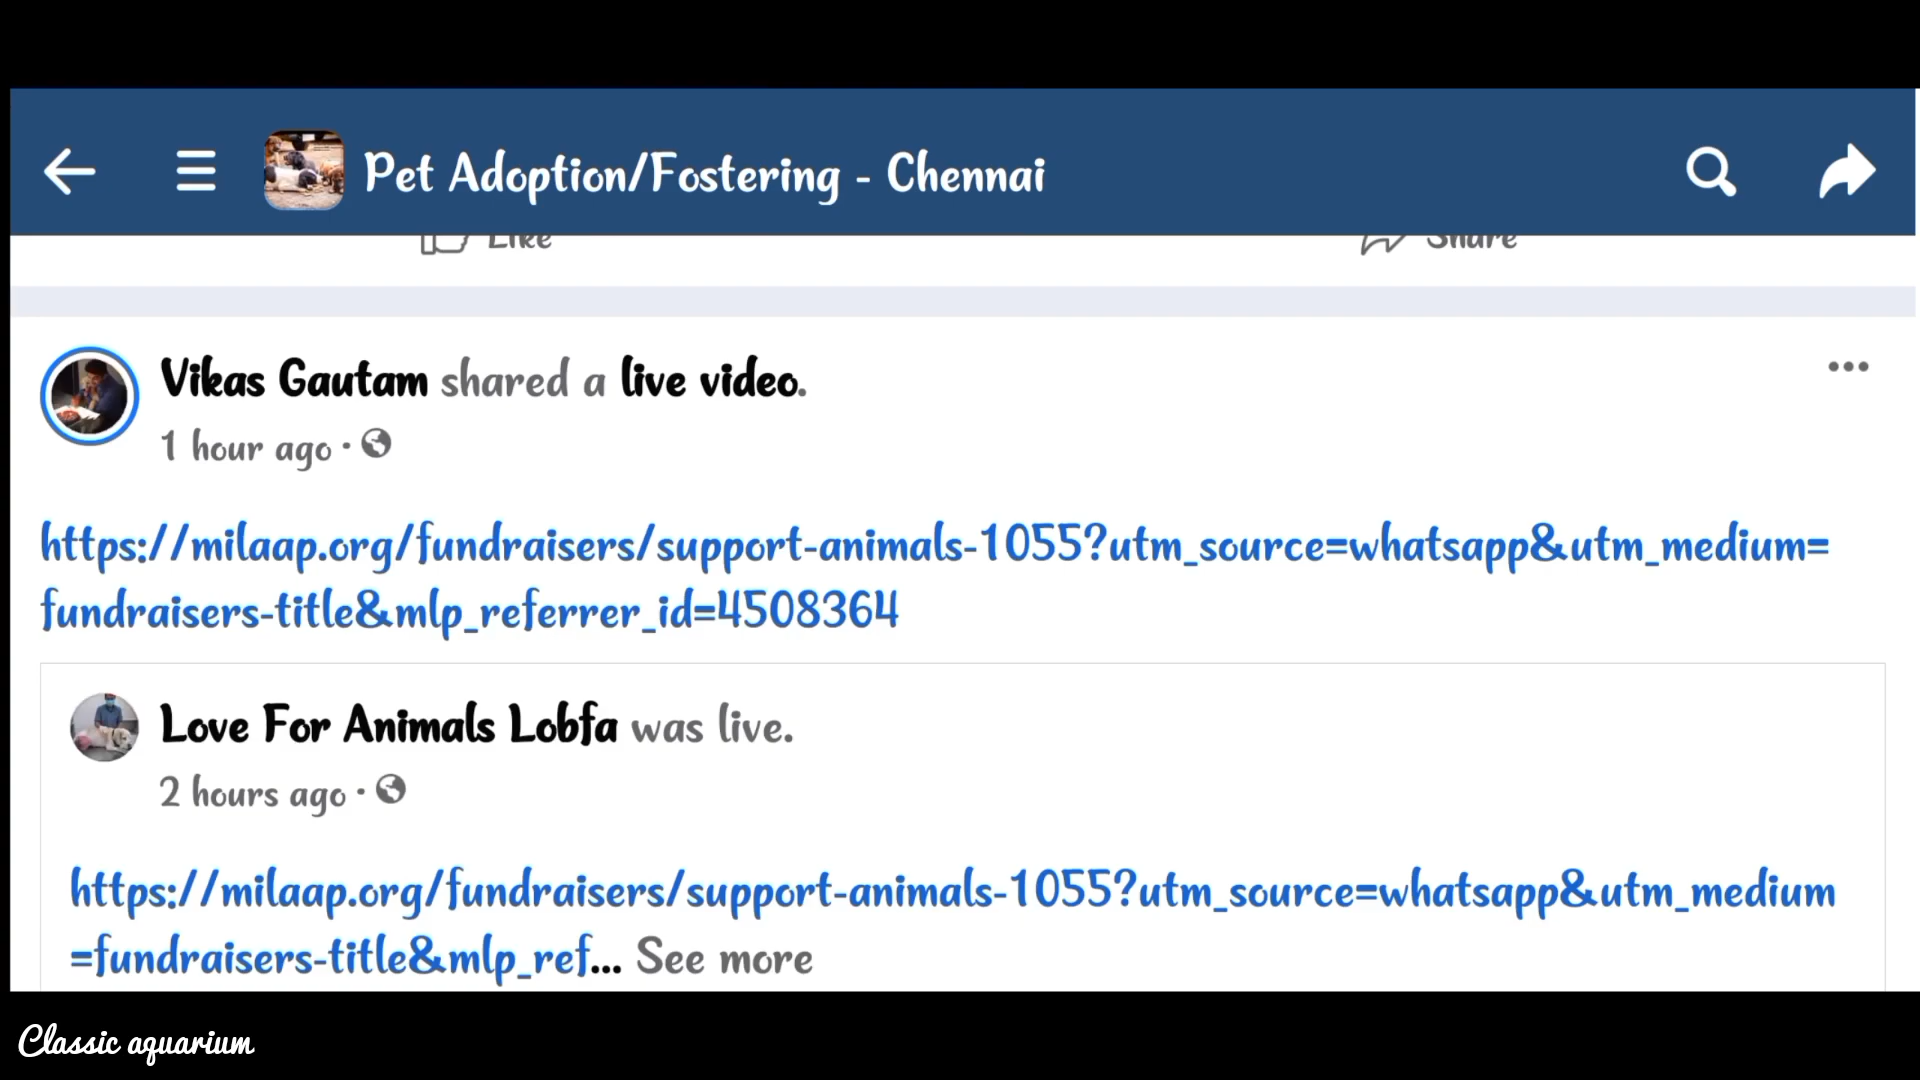 Pet Adoption/Fostering - Chennai
Like
Share
Vikas Gautam shared a live video.
1 hour ago ·
https://milaap.org/fundraisers/support-animals-1055?utm_source=whatsapp&utm_medium=
fundraisers-title&mlp_referrer_id=4508364
Love For Animals Lobfa was live.
2 hours ago ·
https://milaap.org/fundraisers/support-animals-1055?utm_source=whatsapp&utm_medium
=fundraisers-title&mlp_ref... See more
Classic aquarium